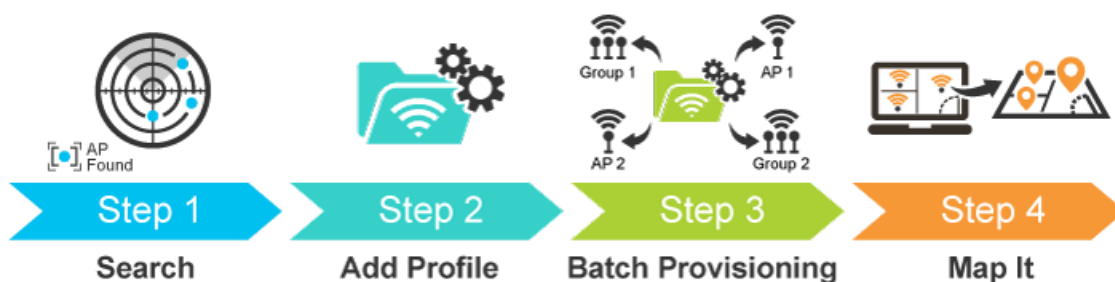 Group 1
AP 1
AP
Found
AP 2
Group 2
Step 1
Step 2
Step 3
Step 4
Search
Add Profile
Batch Provisioning
Map It